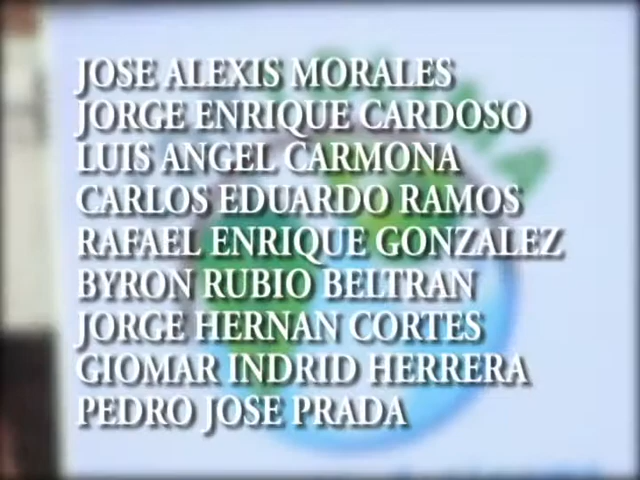 JOSE ALEXIS MORALES
JORGE ENRIQUE CARDOSO
LUIS ANGEL CARMONA
CARLOS EDUARDO RAMOS
RAFAEL ENRIQUE GONZALEZ
BYRON RUBIO BELTRAN
JORGE HERNAN CORTES
GIOMAR INDRID HERRERA
PEDRO JOSE PRADA